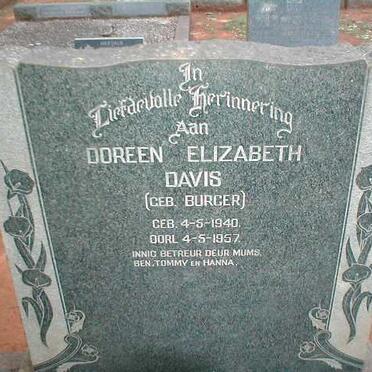 In
Liefdevolle Herinnering
Aan
DOREEN ELIZABETH
DAVIS
(GEB. BURGER)
GEB. 4-5-1940.
OORL 4-5-1957.
INNIG BETREUR DEUR MUMS,
BEN, TOMMY EN HANNA.